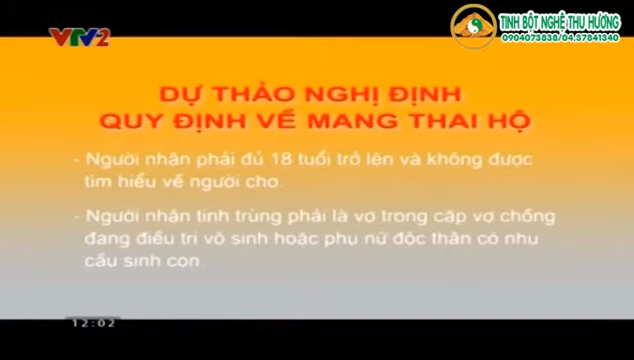 VTV2
TINH BỘT NGHỆ THU HƯƠNG
0904073838/04.37841340
DỰ THẢO NGHỊ ĐỊNH
QUY ĐỊNH VỀ MANG THAI HỘ
- Người nhận phải đủ 18 tuổi trở lên và không được
tìm hiểu về người cho.
- Người nhận tinh trùng phải là vợ trong cặp vợ chồng
đang điều trị vô sinh hoặc phụ nữ độc thân có nhu
cầu sinh con.
12:02